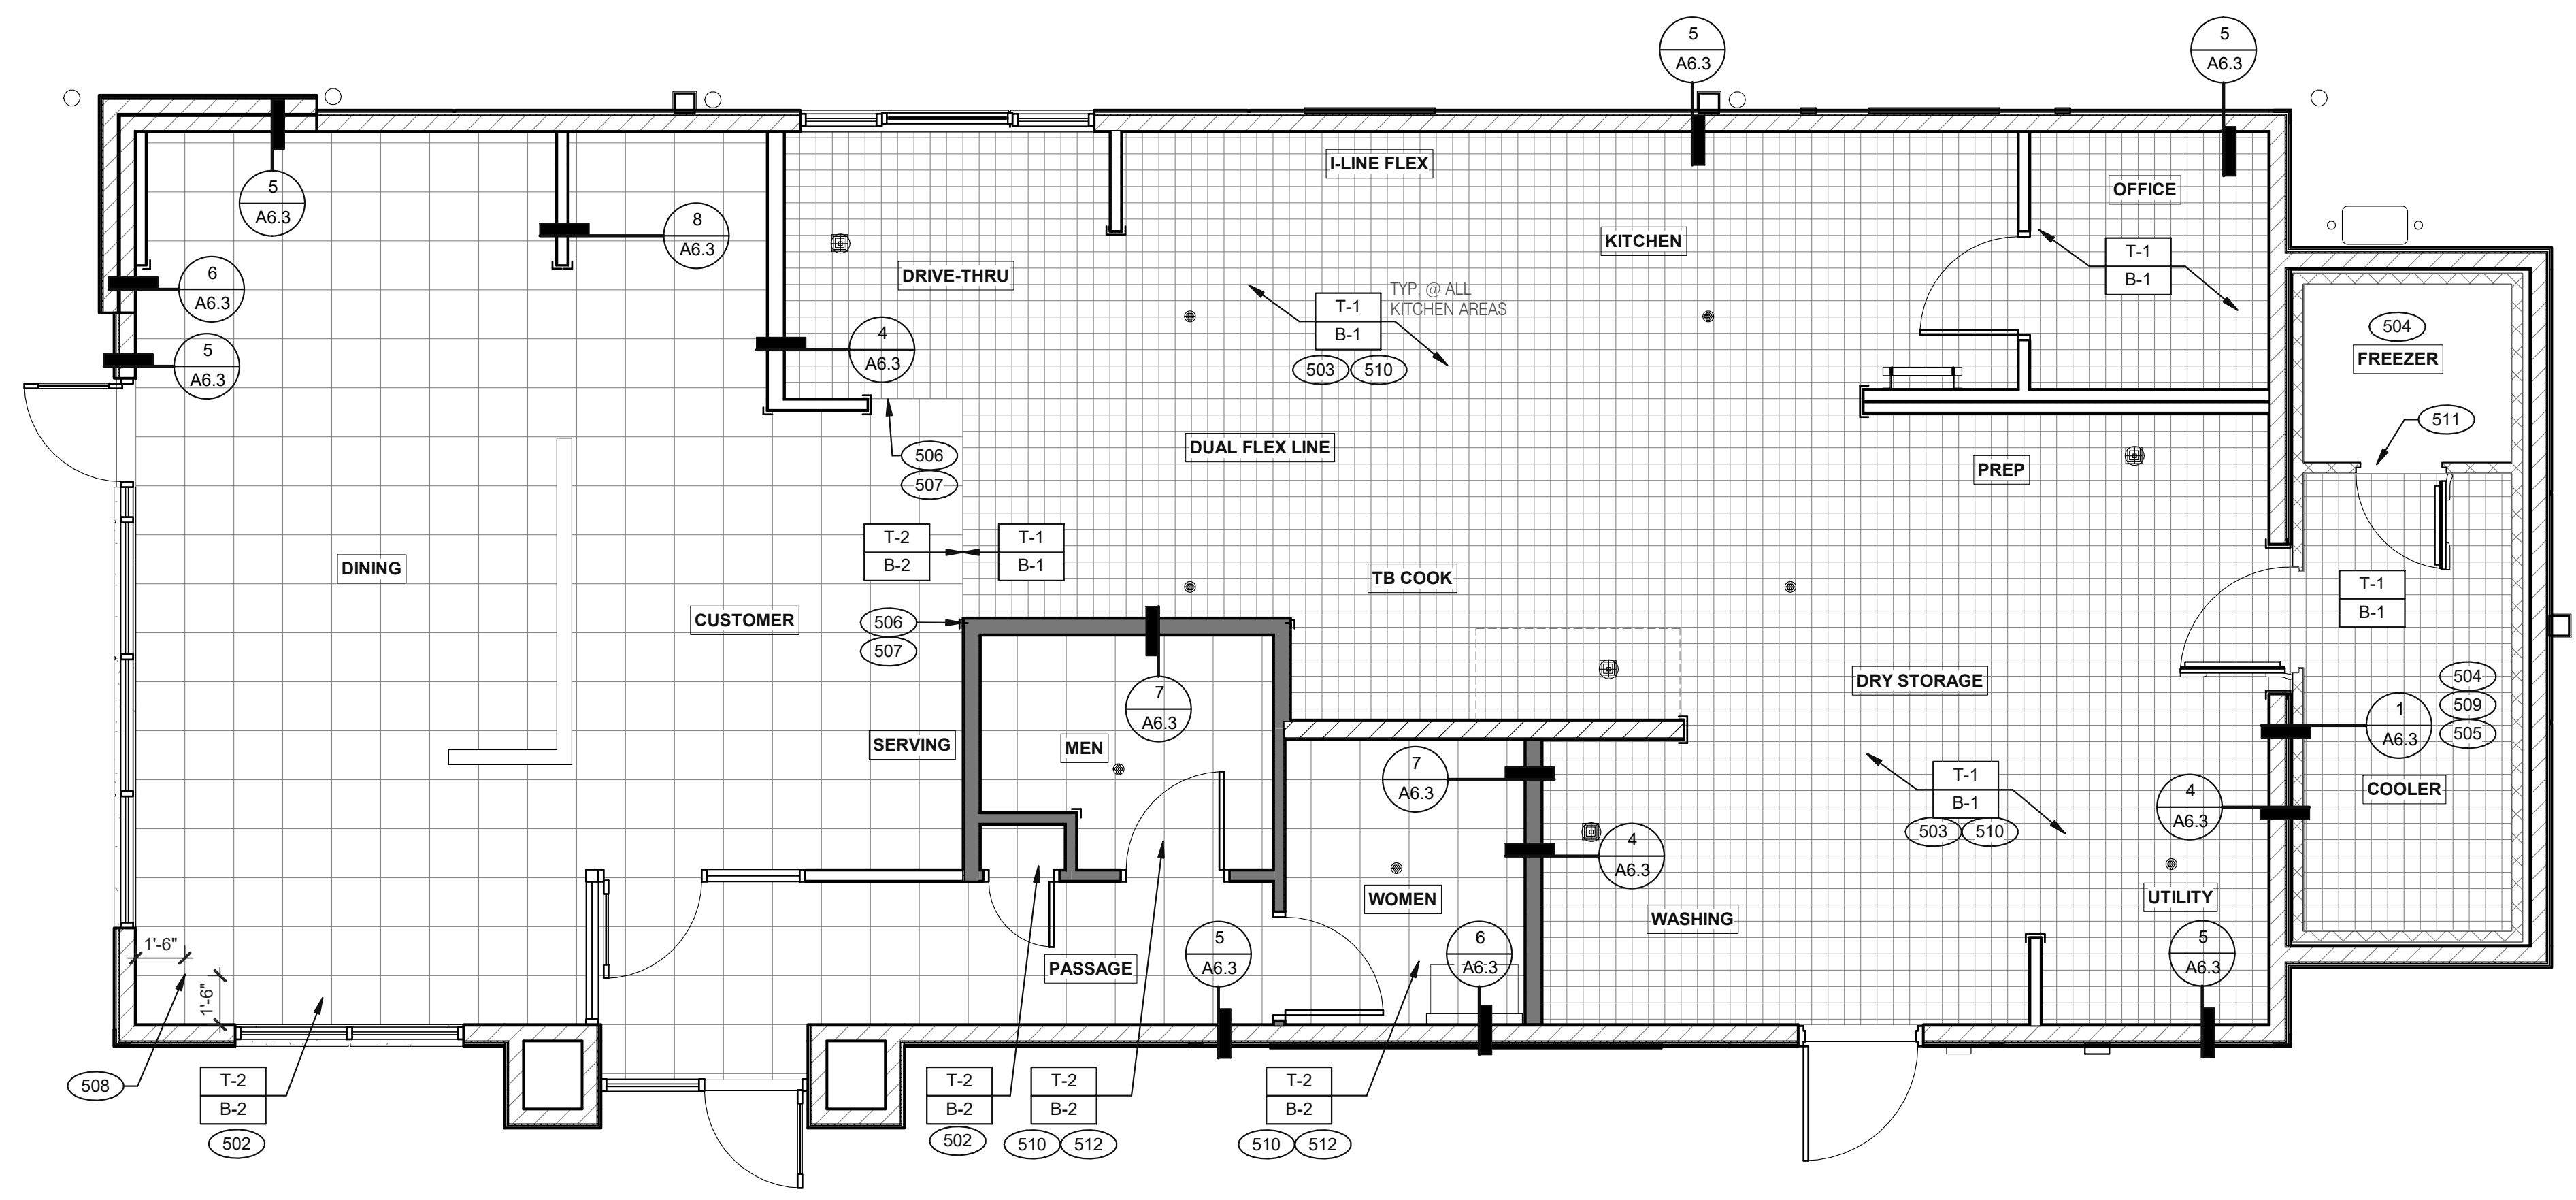 5
A6.3
5
A6.3
I-LINE FLEX
5
A6.3
OFFICE
8
A6.3
KITCHEN
T-1
B-1
6
A6.3
DRIVE-THRU
TYP. @ ALL
KITCHEN AREAS
T-1
B-1
503
510
504
FREEZER
5
A6.3
4
A6.3
511
506
507
DUAL FLEX LINE
PREP
T-2
B-2
T-1
B-1
DINING
TB COOK
T-1
B-1
CUSTOMER
506
507
7
A6.3
DRY STORAGE
504
509
505
1
A6.3
SERVING
MEN
7
A6.3
T-1
B-1
503
510
4
A6.3
COOLER
4
A6.3
WOMEN
WASHING
UTILITY
1'-6"
1'-6"
PASSAGE
5
A6.3
6
A6.3
5
A6.3
508
T-2
B-2
502
T-2
B-2
502
T-2
B-2
510
512
T-2
B-2
510
512